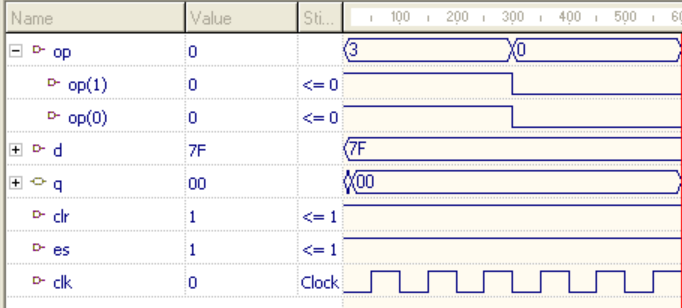 Name Value Sti... 100 200 300 400 500 60
op 0 3 0
op(1) 0 <= 0
op(0) 0 <= 0
d 7F 7F
q 00 00
clr 1 <= 1
es 1 <= 1
clk 0 Clock